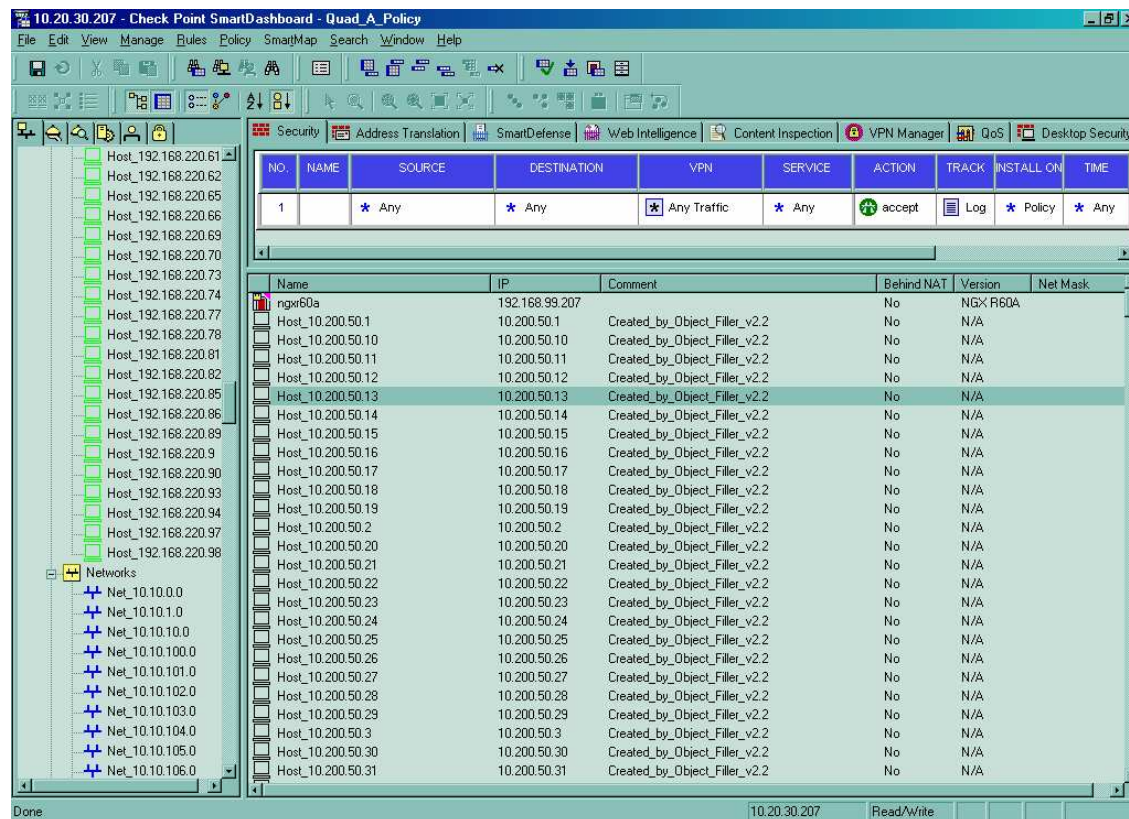 10.20.30.207 - Check Point SmartDashboard - Quad_A_Policy
File Edit View Manage Rules Policy SmartMap Search Window Help
Security Address Translation SmartDefense Web Intelligence Content Inspection VPN Manager QoS Desktop Security
NO. NAME SOURCE DESTINATION VPN SERVICE ACTION TRACK INSTALL ON TIME
1 * Any * Any * Any Traffic * Any accept Log * Policy * Any
Host_192.168.220.61
Host_192.168.220.62
Host_192.168.220.65
Host_192.168.220.66
Host_192.168.220.69
Host_192.168.220.70
Host_192.168.220.73
Host_192.168.220.74
Host_192.168.220.77
Host_192.168.220.78
Host_192.168.220.81
Host_192.168.220.82
Host_192.168.220.85
Host_192.168.220.86
Host_192.168.220.89
Host_192.168.220.9
Host_192.168.220.90
Host_192.168.220.93
Host_192.168.220.94
Host_192.168.220.97
Host_192.168.220.98
Networks
Net_10.10.0.0
Net_10.10.1.0
Net_10.10.10.0
Net_10.10.100.0
Net_10.10.101.0
Net_10.10.102.0
Net_10.10.103.0
Net_10.10.104.0
Net_10.10.105.0
Net_10.10.106.0
Name IP Comment Behind NAT Version Net Mask
ngxr60a 192.168.99.207 No NGX R60A
Host_10.200.50.1 10.200.50.1 Created_by_Object_Filler_v2.2 No N/A
Host_10.200.50.10 10.200.50.10 Created_by_Object_Filler_v2.2 No N/A
Host_10.200.50.11 10.200.50.11 Created_by_Object_Filler_v2.2 No N/A
Host_10.200.50.12 10.200.50.12 Created_by_Object_Filler_v2.2 No N/A
Host_10.200.50.13 10.200.50.13 Created_by_Object_Filler_v2.2 No N/A
Host_10.200.50.14 10.200.50.14 Created_by_Object_Filler_v2.2 No N/A
Host_10.200.50.15 10.200.50.15 Created_by_Object_Filler_v2.2 No N/A
Host_10.200.50.16 10.200.50.16 Created_by_Object_Filler_v2.2 No N/A
Host_10.200.50.17 10.200.50.17 Created_by_Object_Filler_v2.2 No N/A
Host_10.200.50.18 10.200.50.18 Created_by_Object_Filler_v2.2 No N/A
Host_10.200.50.19 10.200.50.19 Created_by_Object_Filler_v2.2 No N/A
Host_10.200.50.2 10.200.50.2 Created_by_Object_Filler_v2.2 No N/A
Host_10.200.50.20 10.200.50.20 Created_by_Object_Filler_v2.2 No N/A
Host_10.200.50.21 10.200.50.21 Created_by_Object_Filler_v2.2 No N/A
Host_10.200.50.22 10.200.50.22 Created_by_Object_Filler_v2.2 No N/A
Host_10.200.50.23 10.200.50.23 Created_by_Object_Filler_v2.2 No N/A
Host_10.200.50.24 10.200.50.24 Created_by_Object_Filler_v2.2 No N/A
Host_10.200.50.25 10.200.50.25 Created_by_Object_Filler_v2.2 No N/A
Host_10.200.50.26 10.200.50.26 Created_by_Object_Filler_v2.2 No N/A
Host_10.200.50.27 10.200.50.27 Created_by_Object_Filler_v2.2 No N/A
Host_10.200.50.28 10.200.50.28 Created_by_Object_Filler_v2.2 No N/A
Host_10.200.50.29 10.200.50.29 Created_by_Object_Filler_v2.2 No N/A
Host_10.200.50.3 10.200.50.3 Created_by_Object_Filler_v2.2 No N/A
Host_10.200.50.30 10.200.50.30 Created_by_Object_Filler_v2.2 No N/A
Host_10.200.50.31 10.200.50.31 Created_by_Object_Filler_v2.2 No N/A
Done 10.20.30.207 Read/Write